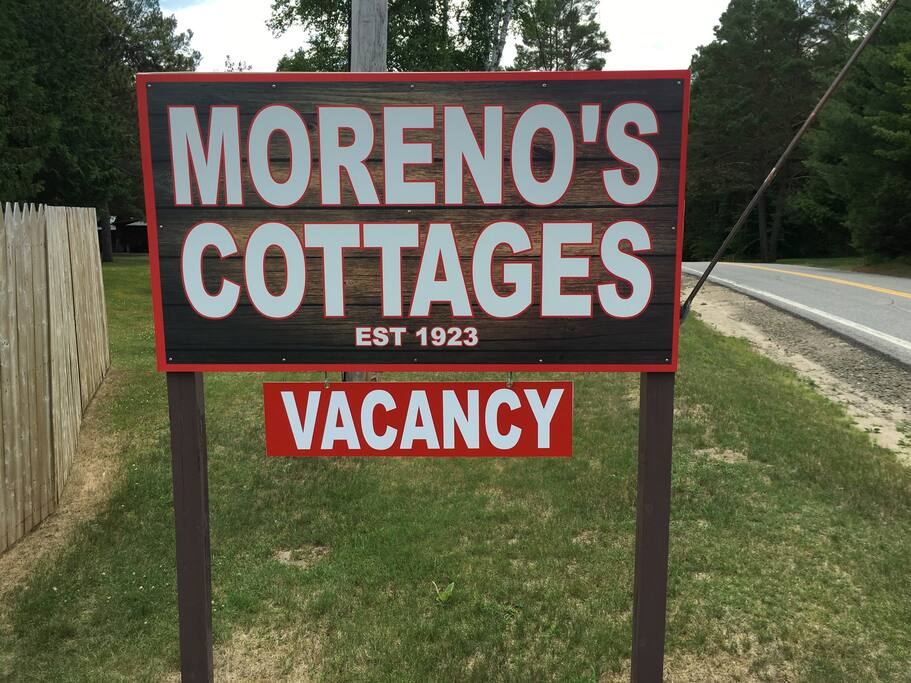 MORENO'S
COTTAGES
EST 1923
VACANCY